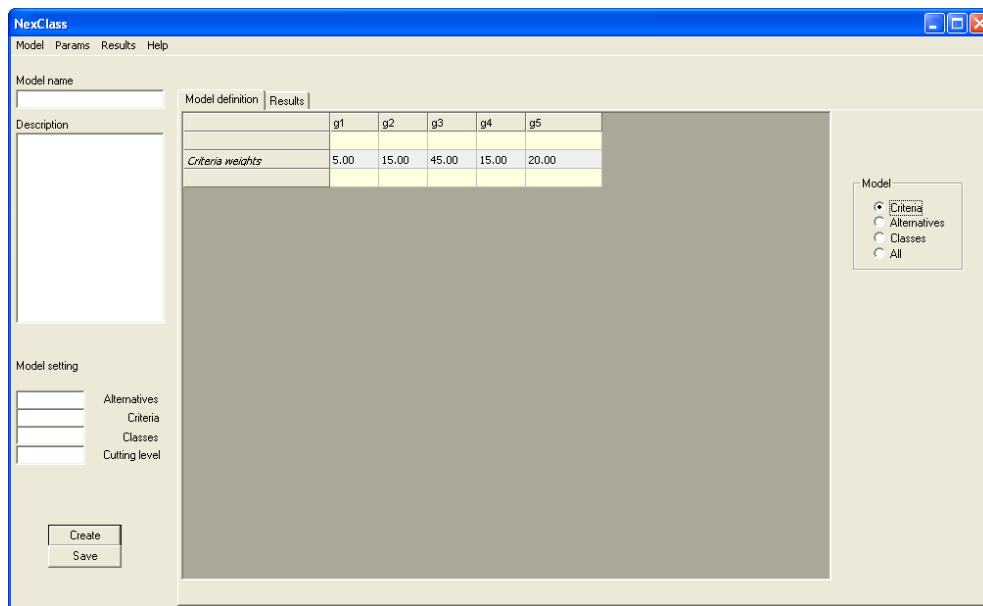 NexClass
Model Params Results Help
Model name
Model definition Results
Description
g1 g2 g3 g4 g5
Criteria weights 5.00 15.00 45.00 15.00 20.00
Model
Criteria
Alternatives
Classes
All
Model setting
Alternatives
Criteria
Classes
Cutting level
Create
Save